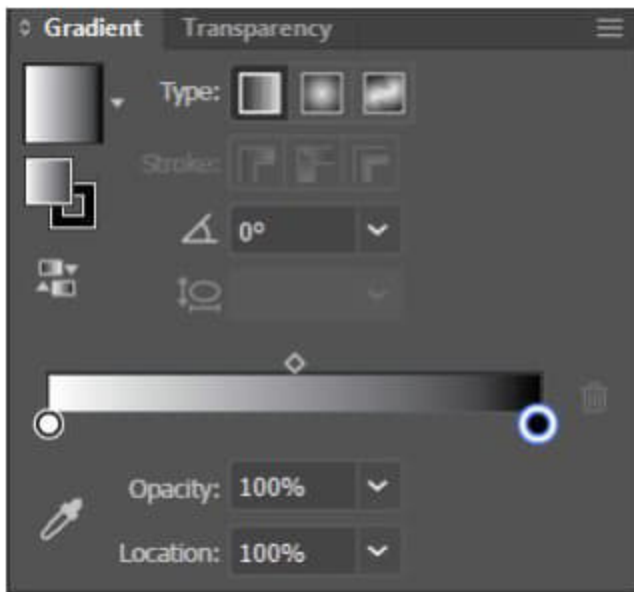 Gradient Transparency
Type:
Stroke:
0°
Opacity: 100%
Location: 100%